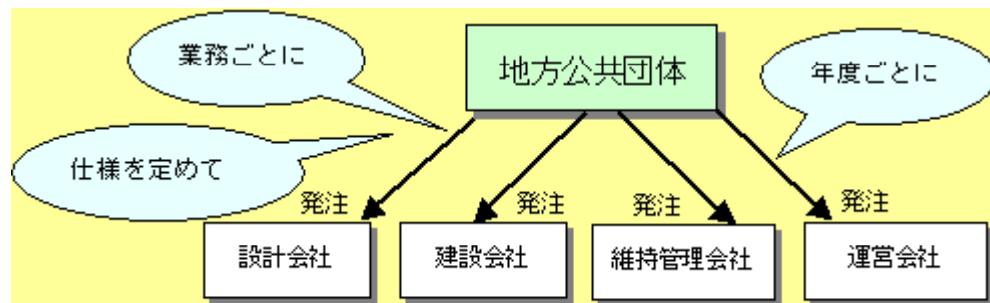 業務ごとに
地方公共団体
年度ごとに
仕様を定めて
発注
発注
発注
発注
設計会社
建設会社
維持管理会社
運営会社